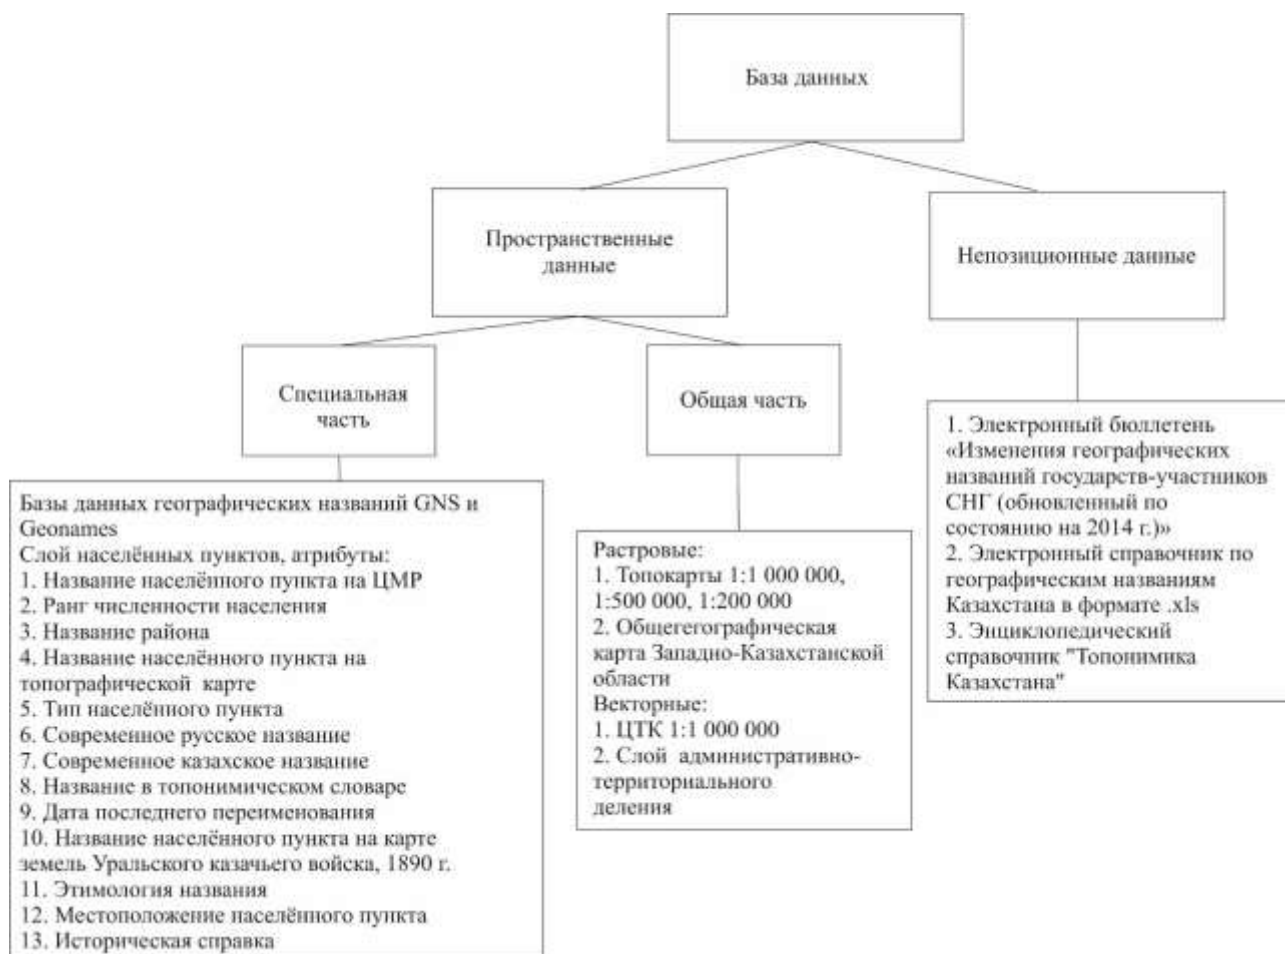 База данных
Пространственные
данные
Непозиционные данные
Специальная
часть
Общая часть
Базы данных географических названий GNS и
Geonames
Слой населённых пунктов, атрибуты:
1. Название населённого пункта на ЦМР
2. Ранг численности населения
3. Название района
4. Название населённого пункта на
топографической карте
5. Тип населённого пункта
6. Современное русское название
7. Современное казахское название
8. Название в топонимическом словаре
9. Дата последнего переименования
10. Название населённого пункта на карте
земель Уральского казачьего войска, 1890 г.
11. Этимология названия
12. Местоположение населённого пункта
13. Историческая справка
Растровые:
1. Топокарты 1:1 000 000,
1:500 000, 1:200 000
2. Общегегографическая
карта Западно-Казахстанской
области
Векторные:
1. ЦТК 1:1 000 000
2. Слой административно-
территориального
деления
1. Электронный бюллетень
«Изменения географических
названий государств-участников
СНГ (обновленный по
состоянию на 2014 г.)»
2. Электронный справочник по
географическим названиям
Казахстана в формате .xls
3. Энциклопедический
справочник "Топонимика
Казахстана"